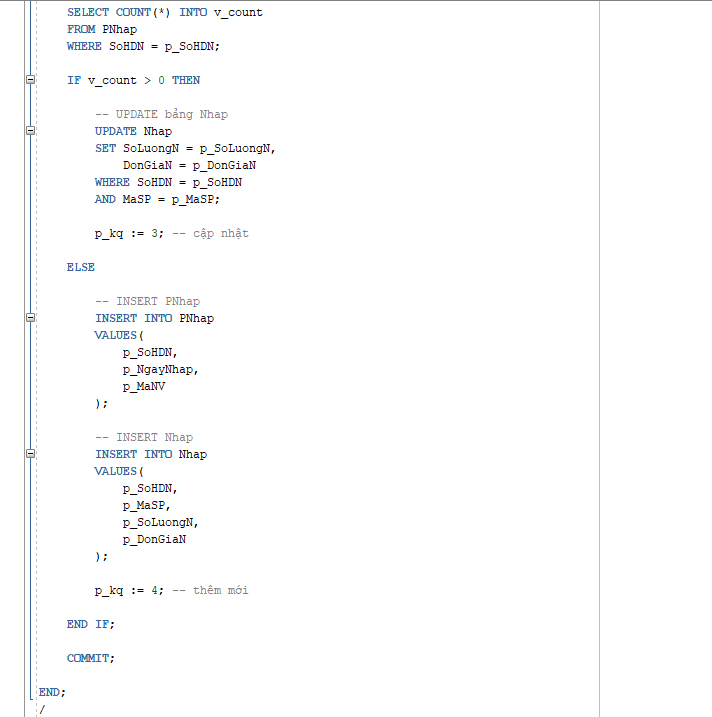 SELECT COUNT(*) INTO v_count
FROM PNhap
WHERE SoHDN = p_SoHDN;
IF v_count > 0 THEN
-- UPDATE bảng Nhap
UPDATE Nhap
SET SoLuongN = p_SoLuongN,
DonGiaN = p_DonGiaN
WHERE SoHDN = p_SoHDN
AND MaSP = p_MaSP;
p_kq := 3; -- cập nhật
ELSE
-- INSERT PNhap
INSERT INTO PNhap
VALUES(
p_SoHDN,
p_NgayNhap,
p_MaNV
);
-- INSERT Nhap
INSERT INTO Nhap
VALUES(
p_SoHDN,
p_MaSP,
p_SoLuongN,
p_DonGiaN
);
p_kq := 4; -- thêm mới
END IF;
COMMIT;
END;
/